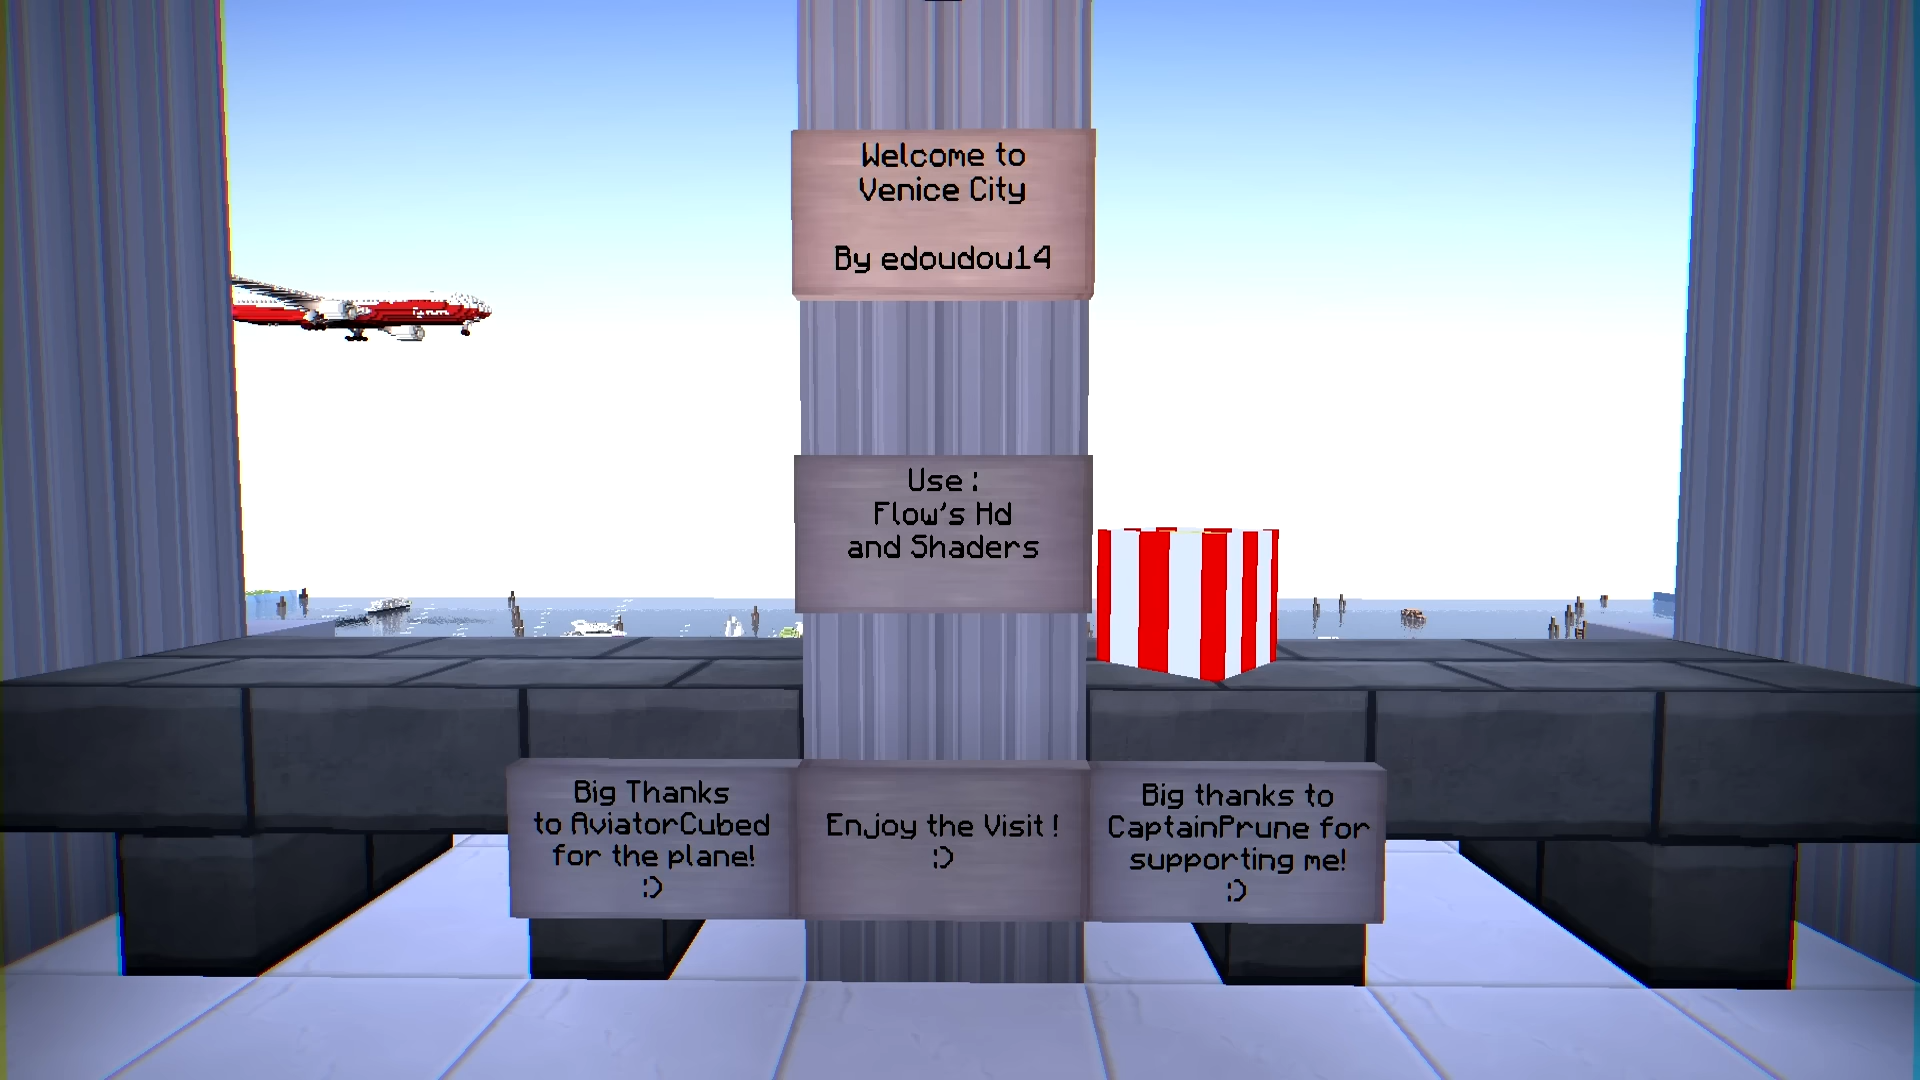 Welcome to
Venice City
By edoudou14
Use :
Flow's Hd
and Shaders
Big Thanks
to AviatorCubed
for the plane!
:)
Enjoy the Visit !
:)
Big thanks to
CaptainPrune for
supporting me!
:)